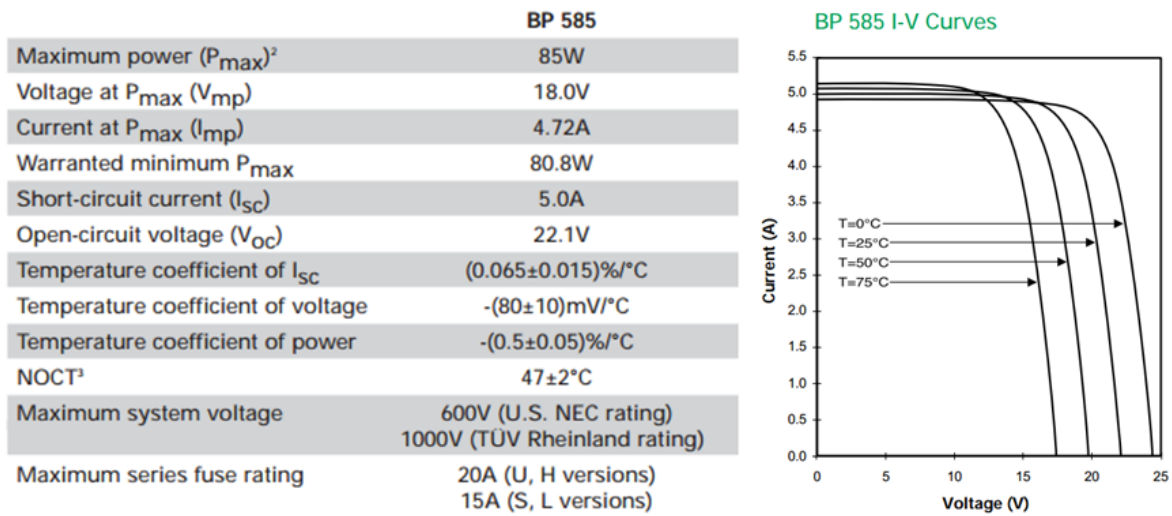 BP 585
Maximum power (Pmax)² 85W
Voltage at Pmax (Vmp) 18.0V
Current at Pmax (Imp) 4.72A
Warranted minimum Pmax 80.8W
Short-circuit current (ISC) 5.0A
Open-circuit voltage (VOC) 22.1V
Temperature coefficient of ISC (0.065±0.015)%/°C
Temperature coefficient of voltage -(80±10)mV/°C
Temperature coefficient of power -(0.5±0.05)%/°C
NOCT³ 47±2°C
Maximum system voltage 600V (U.S. NEC rating)
1000V (TÜV Rheinland rating)
Maximum series fuse rating 20A (U, H versions)
15A (S, L versions)
BP 585 I-V Curves
5.5
5.0
4.5
4.0
3.5
3.0
2.5
2.0
1.5
1.0
0.5
0.0
Current (A)
T=0°C
T=25°C
T=50°C
T=75°C
0 5 10 15 20 25
Voltage (V)